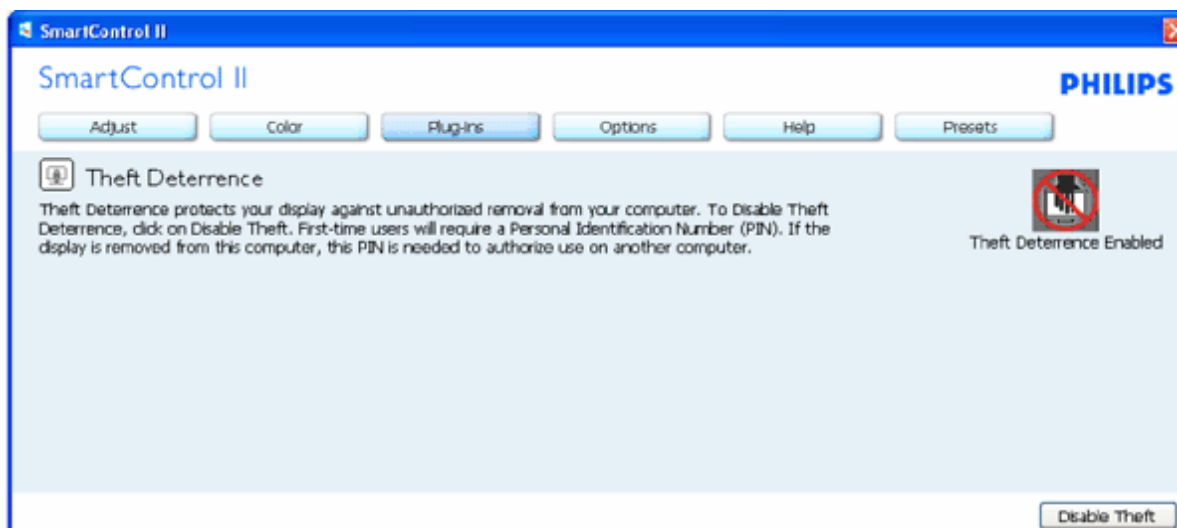 SmartControl II
SmartControl II
PHILIPS
Adjust
Color
Plug-Ins
Options
Help
Presets
Theft Deterrence
Theft Deterrence protects your display against unauthorized removal from your computer. To Disable Theft
Deterrence, click on Disable Theft. First-time users will require a Personal Identification Number (PIN). If the
display is removed from this computer, this PIN is needed to authorize use on another computer.
Theft Deterrence Enabled
Disable Theft